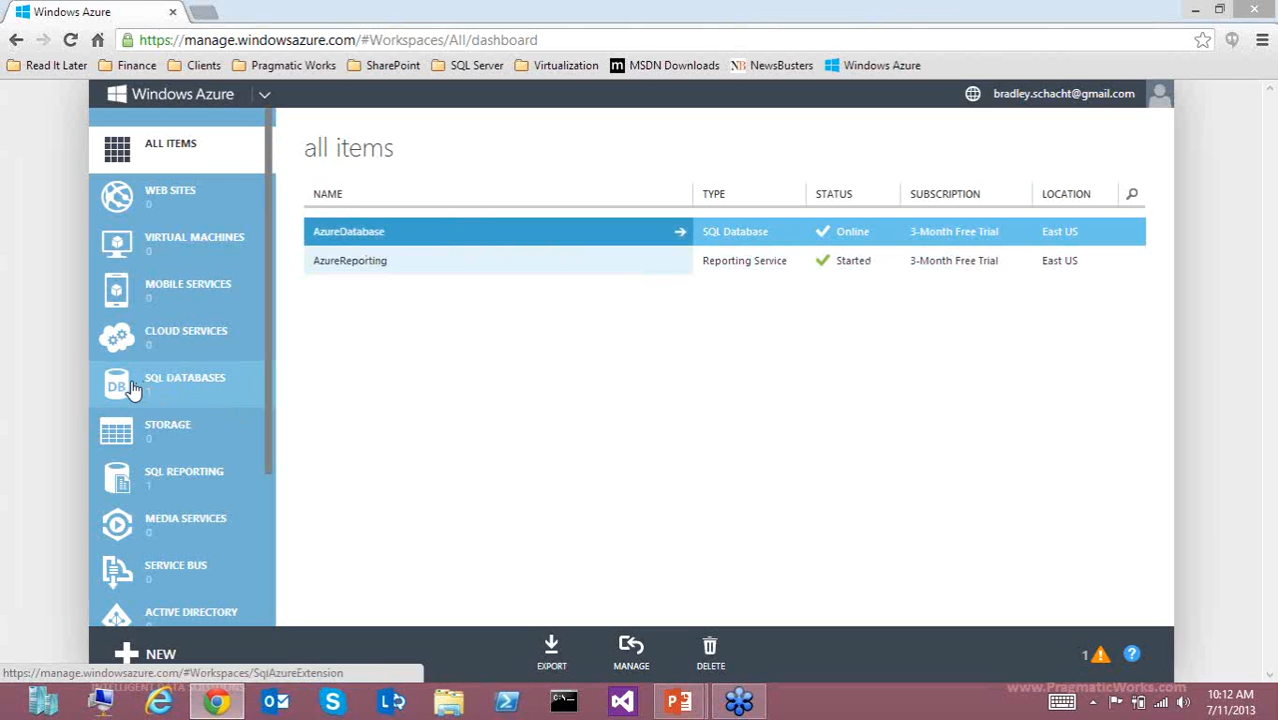 Windows Azure
https://manage.windowsazure.com/#Workspaces/All/dashboard
Read It Later Finance Clients Pragmatic Works SharePoint SQL Server Virtualization MSDN Downloads NewsBusters Windows Azure
Windows Azure bradley.schacht@gmail.com
ALL ITEMS
WEB SITES
0
VIRTUAL MACHINES
0
MOBILE SERVICES
0
CLOUD SERVICES
0
SQL DATABASES
1
STORAGE
0
SQL REPORTING
1
MEDIA SERVICES
0
SERVICE BUS
0
ACTIVE DIRECTORY
all items
NAME TYPE STATUS SUBSCRIPTION LOCATION
AzureDatabase SQL Database Online 3-Month Free Trial East US
AzureReporting Reporting Service Started 3-Month Free Trial East US
NEW EXPORT MANAGE DELETE 1
https://manage.windowsazure.com/#Workspaces/SqlAzureExtension
INTELLIGENT DATA SOLUTIONS www.PragmaticWorks.com
10:12 AM
7/11/2013